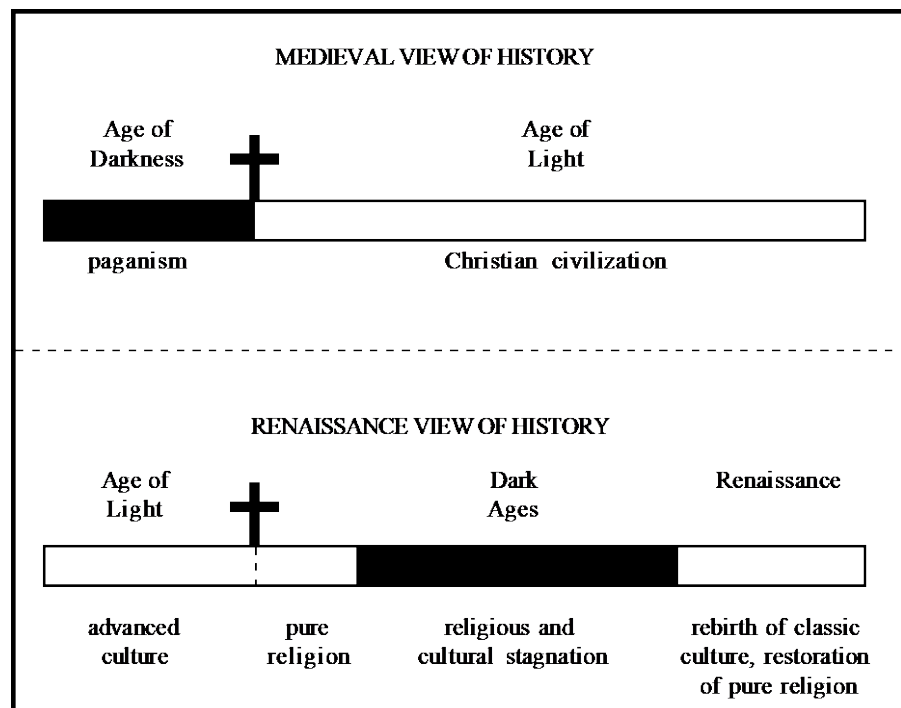 MEDIEVAL VIEW OF HISTORY
Age of
Darkness
Age of
Light
paganism
Christian civilization
RENAISSANCE VIEW OF HISTORY
Age of
Light
Dark
Ages
Renaissance
advanced
culture
pure
religion
religious and
cultural stagnation
rebirth of classic
culture, restoration
of pure religion